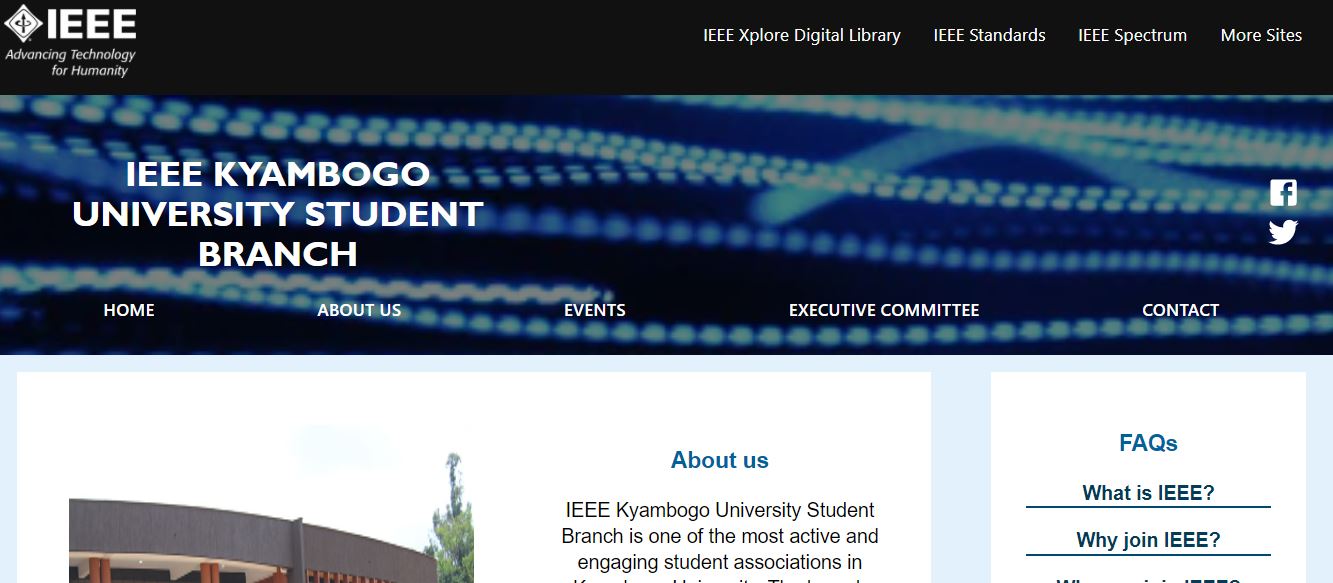 IEEE
Advancing Technology
for Humanity
IEEE Xplore Digital Library
IEEE Standards
IEEE Spectrum
More Sites
IEEE KYAMBOGO
UNIVERSITY STUDENT
BRANCH
HOME
ABOUT US
EVENTS
EXECUTIVE COMMITTEE
CONTACT
About us
IEEE Kyambogo University Student
Branch is one of the most active and
engaging student associations in
FAQs
What is IEEE?
Why join IEEE?